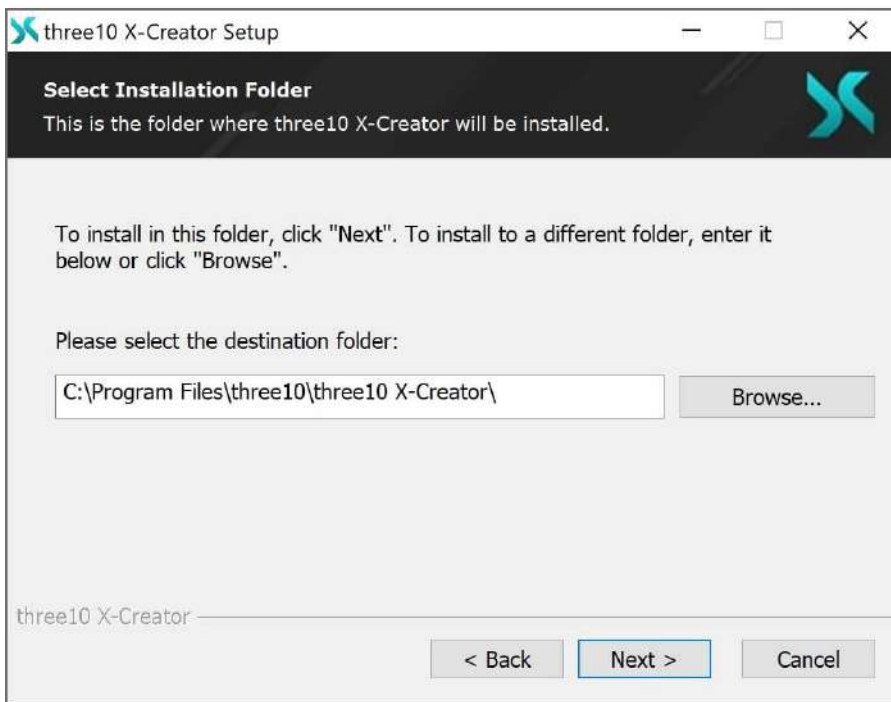 three10 X-Creator Setup
Select Installation Folder
This is the folder where three10 X-Creator will be installed.
To install in this folder, click "Next". To install to a different folder, enter it
below or click "Browse".
Please select the destination folder:
C:\Program Files\three10\three10 X-Creator\
Browse...
three10 X-Creator
< Back
Next >
Cancel